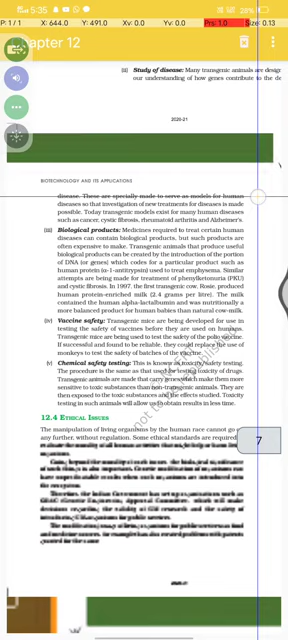 P: 1 / 1 X: 644.0 Y: 491.0 Xv: 0.0 Yv: 0.0 Prs: 1.0 Size: 0.13
5:35
28%
Chapter 12
(ii) Study of disease: Many transgenic animals are desig
our understanding of how genes contribute to the de
2020-21
BIOTECHNOLOGY AND ITS APPLICATIONS
disease. These are specially made to serve as models for human
diseases so that investigation of new treatments for diseases is made
possible. Today transgenic models exist for many human diseases
such as cancer, cystic fibrosis, rheumatoid arthritis and Alzheimer's.
(iii) Biological products: Medicines required to treat certain human
diseases can contain biological products, but such products are
often expensive to make. Transgenic animals that produce useful
biological products can be created by the introduction of the portion
of DNA (or genes) which codes for a particular product such as
human protein (α-1-antitrypsin) used to treat emphysema. Similar
attempts are being made for treatment of phenylketonuria (PKU)
and cystic fibrosis. In 1997, the first transgenic cow, Rosie, produced
human protein-enriched milk (2.4 grams per litre). The milk
contained the human alpha-lactalbumin and was nutritionally a
more balanced product for human babies than natural cow-milk.
(iv) Vaccine safety: Transgenic mice are being developed for use in
testing the safety of vaccines before they are used on humans.
Transgenic mice are being used to test the safety of the polio vaccine.
If successful and found to be reliable, they could replace the use of
monkeys to test the safety of batches of the vaccine.
(v) Chemical safety testing: This is known as toxicity/safety testing.
The procedure is the same as that used for testing toxicity of drugs.
Transgenic animals are made that carry genes which make them more
sensitive to toxic substances than non-transgenic animals. They are
then exposed to the toxic substances and the effects studied. Toxicity
testing in such animals will allow us to obtain results in less time.
not to be republished
12.4 ETHICAL ISSUES
The manipulation of living organisms by the human race cannot go
any further, without regulation. Some ethical standards are required
7